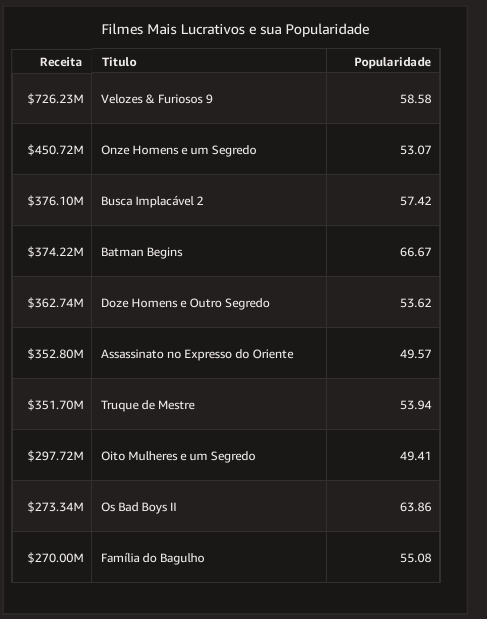 Filmes Mais Lucrativos e sua Popularidade
Receita Titulo Popularidade
$726.23M Velozes & Furiosos 9 58.58
$450.72M Onze Homens e um Segredo 53.07
$376.10M Busca Implacável 2 57.42
$374.22M Batman Begins 66.67
$362.74M Doze Homens e Outro Segredo 53.62
$352.80M Assassinato no Expresso do Oriente 49.57
$351.70M Truque de Mestre 53.94
$297.72M Oito Mulheres e um Segredo 49.41
$273.34M Os Bad Boys II 63.86
$270.00M Família do Bagulho 55.08